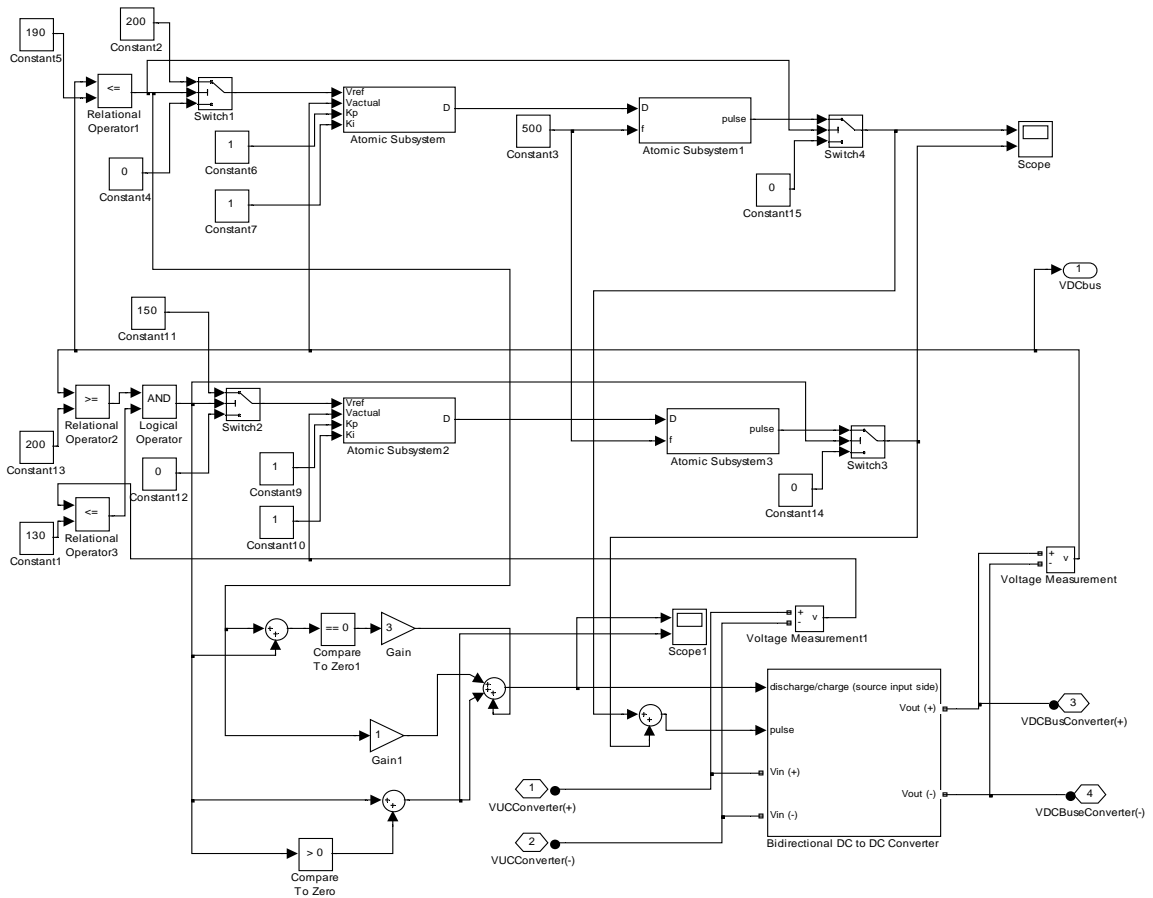 200
Constant2
190
Constant5
<=
Relational
Operator1
Switch1
Vref
Vactual
Kp
Ki
D
Atomic Subsystem
500
Constant3
D
f
pulse
Atomic Subsystem1
Switch4
Scope
1
Constant6
0
Constant4
1
Constant7
0
Constant15
1
VDCbus
150
Constant11
>=
Relational
Operator2
AND
Logical
Operator
Switch2
Vref
Vactual
Kp
Ki
D
Atomic Subsystem2
D
f
pulse
Atomic Subsystem3
Switch3
200
Constant13
0
Constant12
1
Constant9
0
Constant14
130
Constant1
<=
Relational
Operator3
1
Constant10
+
-
v
Voltage Measurement
+
+
== 0
Compare
To Zero1
3
Gain
Scope1
+
-
v
Voltage Measurement1
+
+
+
1
Gain1
+
+
discharge/charge (source input side)
pulse
Vin (+)
Vin (-)
Vout (+)
Vout (-)
Bidirectional DC to DC Converter
3
VDCBusConverter(+)
4
VDCBuseConverter(-)
1
VUCConverter(+)
2
VUCConverter(-)
+
+
> 0
Compare
To Zero